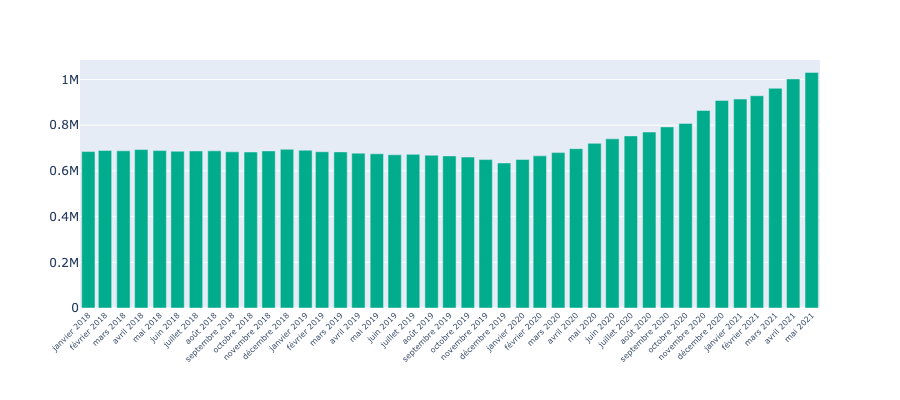 1M
0.8M
0.6M
0.4M
0.2M
0
janvier 2018
février 2018
mars 2018
avril 2018
mai 2018
juin 2018
juillet 2018
août 2018
septembre 2018
octobre 2018
novembre 2018
décembre 2018
janvier 2019
février 2019
mars 2019
avril 2019
mai 2019
juin 2019
juillet 2019
août 2019
septembre 2019
octobre 2019
novembre 2019
décembre 2019
janvier 2020
février 2020
mars 2020
avril 2020
mai 2020
juin 2020
juillet 2020
août 2020
septembre 2020
octobre 2020
novembre 2020
décembre 2020
janvier 2021
février 2021
mars 2021
avril 2021
mai 2021